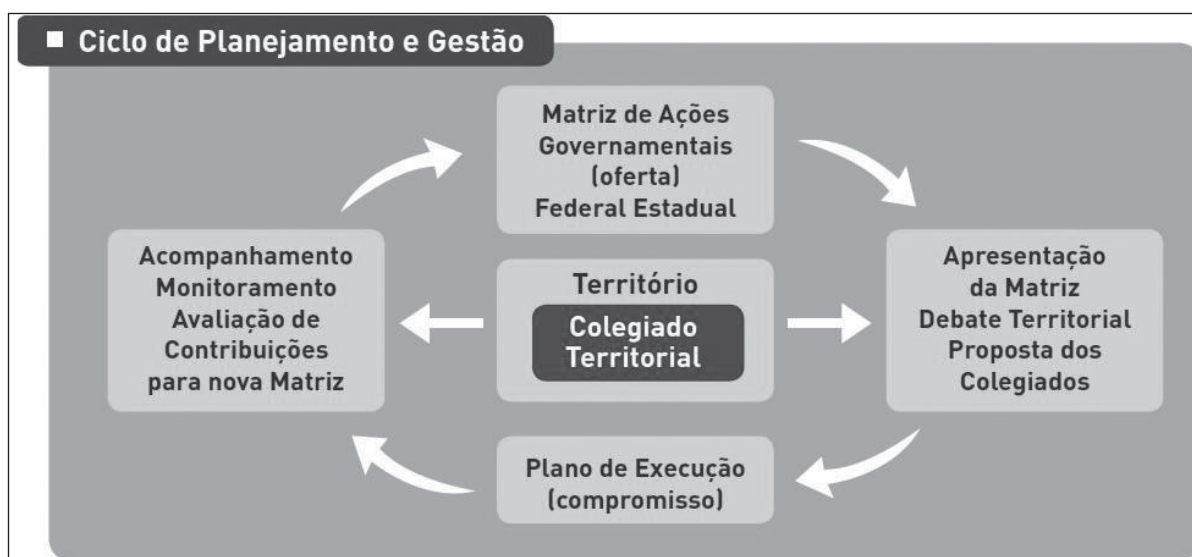 Ciclo de Planejamento e Gestão
Matriz de Ações
Governamentais
(oferta)
Federal Estadual
Acompanhamento
Monitoramento
Avaliação de
Contribuições
para nova Matriz
Território
Colegiado
Territorial
Apresentação
da Matriz
Debate Territorial
Proposta dos
Colegiados
Plano de Execução
(compromisso)